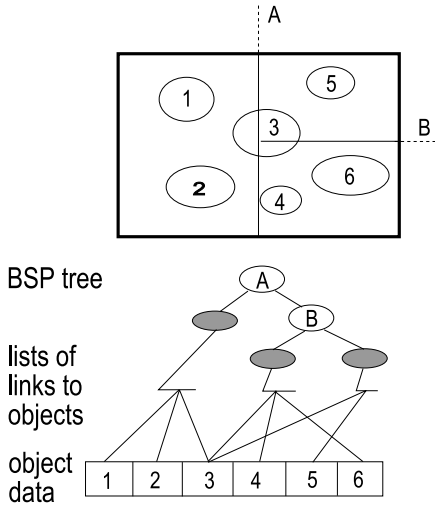 A
5
1
3
B
6
2
4
BSP tree
A
B
lists of
links to
objects
object
data
1 2 3 4 5 6